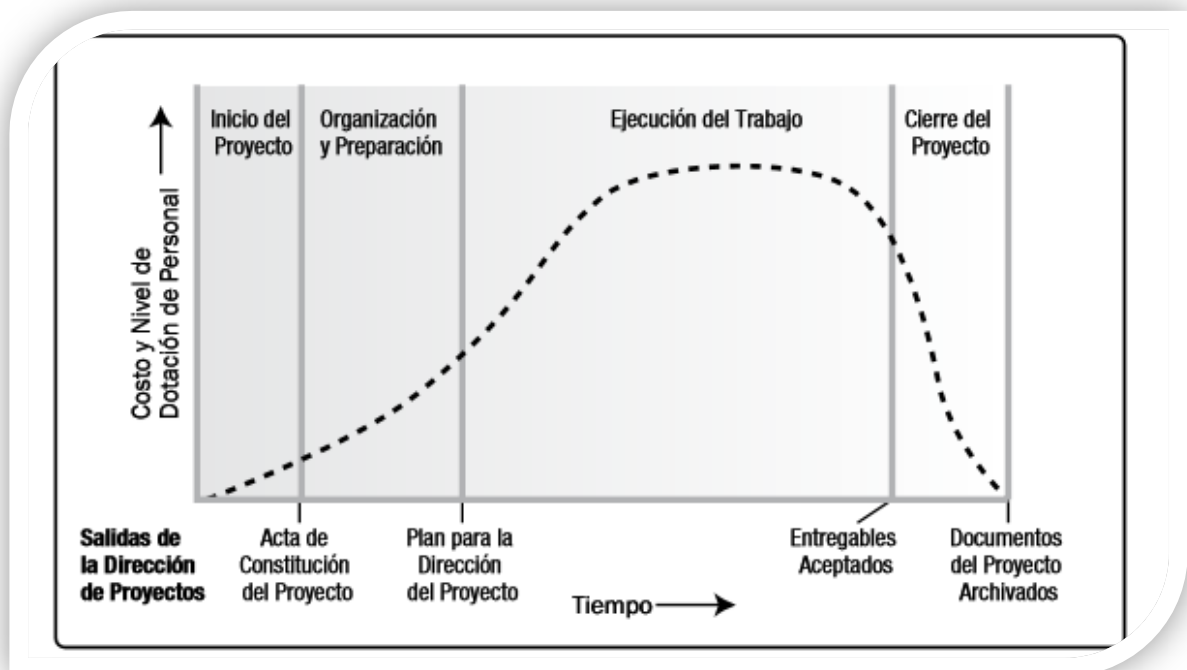 Inicio del
Proyecto
Organización
y Preparación
Ejecución del Trabajo
Cierre del
Proyecto
Costo y Nivel de
Dotación de Personal
Salidas de
la Dirección
de Proyectos
Acta de
Constitución
del Proyecto
Plan para la
Dirección
del Proyecto
Entregables
Aceptados
Documentos
del Proyecto
Archivados
Tiempo